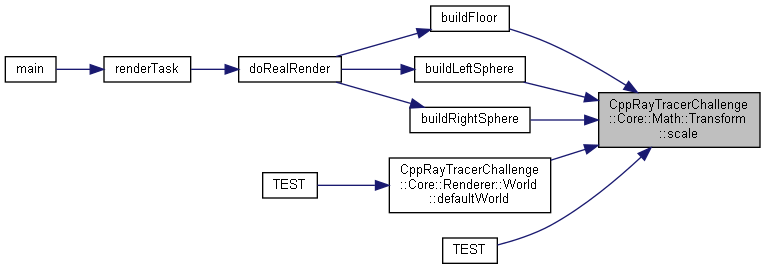 buildFloor
main
renderTask
doRealRender
buildLeftSphere
buildRightSphere
CppRayTracerChallenge
::Core::Math::Transform
::scale
TEST
CppRayTracerChallenge
::Core::Renderer::World
::defaultWorld
TEST